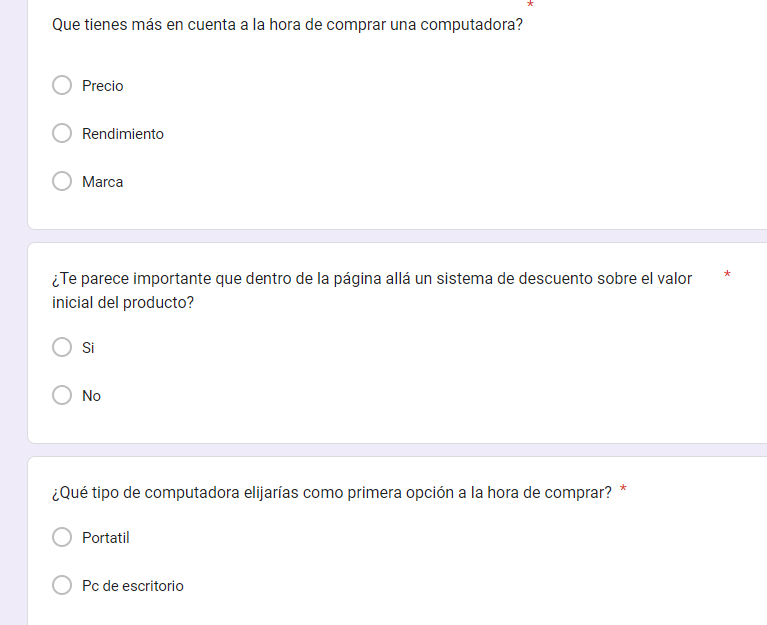 Que tienes más en cuenta a la hora de comprar una computadora? *
Precio
Rendimiento
Marca
¿Te parece importante que dentro de la página allá un sistema de descuento sobre el valor *
inicial del producto?
Si
No
¿Qué tipo de computadora elijarías como primera opción a la hora de comprar? *
Portatil
Pc de escritorio